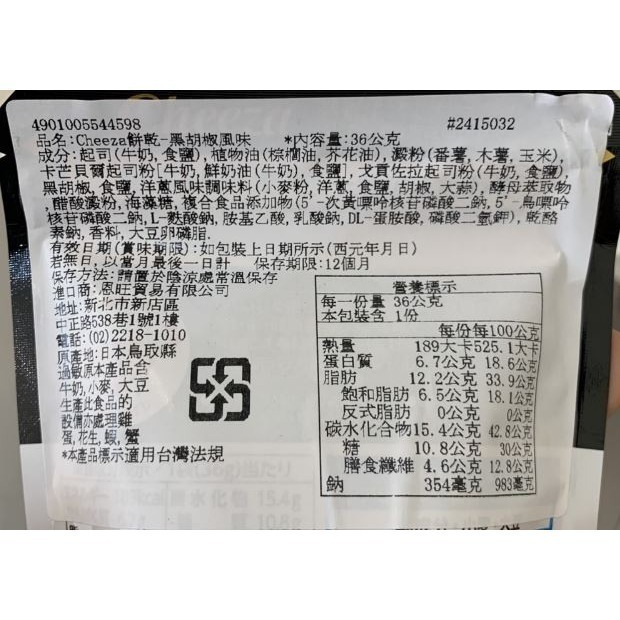 4901005544598 #2415032
品名:Cheeza餅乾-黑胡椒風味 *內容量:36公克
成分:起司(牛奶,食鹽),植物油(棕櫚油,芥花油),澱粉(番薯,木薯,玉米),
卡芒貝爾起司粉[牛奶,鮮奶油(牛奶),食鹽],戈貢佐拉起司粉(牛奶,食鹽),
黑胡椒,食鹽,洋蔥風味調味料(小麥粉,洋蔥,食鹽,胡椒,大蒜),酵母萃取物
,醋酸澱粉,海藻糖,複合食品添加物(5'-次黃嘌呤核苷磷酸二鈉,5'-鳥嘌呤
核苷磷酸二鈉,L-麩酸鈉,胺基乙酸,乳酸鈉,DL-蛋胺酸,磷酸二氫鉀),乾酪
素鈉,香料,大豆卵磷脂.
有效日期(賞味期限):如包裝上日期所示(西元年月日)
若無日,以當月最後一日計 保存期限:12個月
保存方法:請置於陰涼處常溫保存
進口商:恩旺貿易有限公司
地址:新北市新店區
中正路538巷1號1樓
電話:(02)2218-1010
原產地:日本鳥取縣
過敏原本產品含
牛奶,小麥,大豆
生產此食品的
設備亦處理雞
蛋,花生,蝦,蟹
*本產品標示適用台灣法規
營養標示
每一份量 36公克
本包裝含 1份
每份每100公克
熱量 189大卡525.1大卡
蛋白質 6.7公克 18.6公克
脂肪 12.2公克 33.9公克
飽和脂肪 6.5公克 18.1公克
反式脂肪 0公克 0公克
碳水化合物15.4公克 42.8公克
糖 10.8公克 30公克
膳食纖維 4.6公克 12.8公克
鈉 354毫克 983毫克